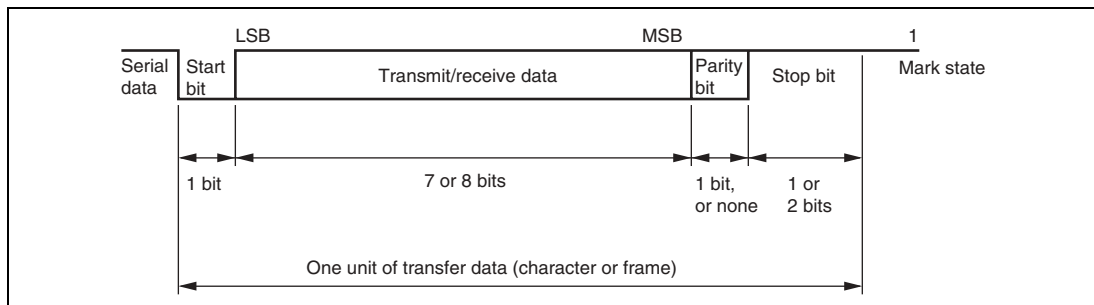 LSB MSB 1
Serial data
Start bit
Transmit/receive data
Parity bit
Stop bit
Mark state
1 bit
7 or 8 bits
1 bit, or none
1 or 2 bits
One unit of transfer data (character or frame)